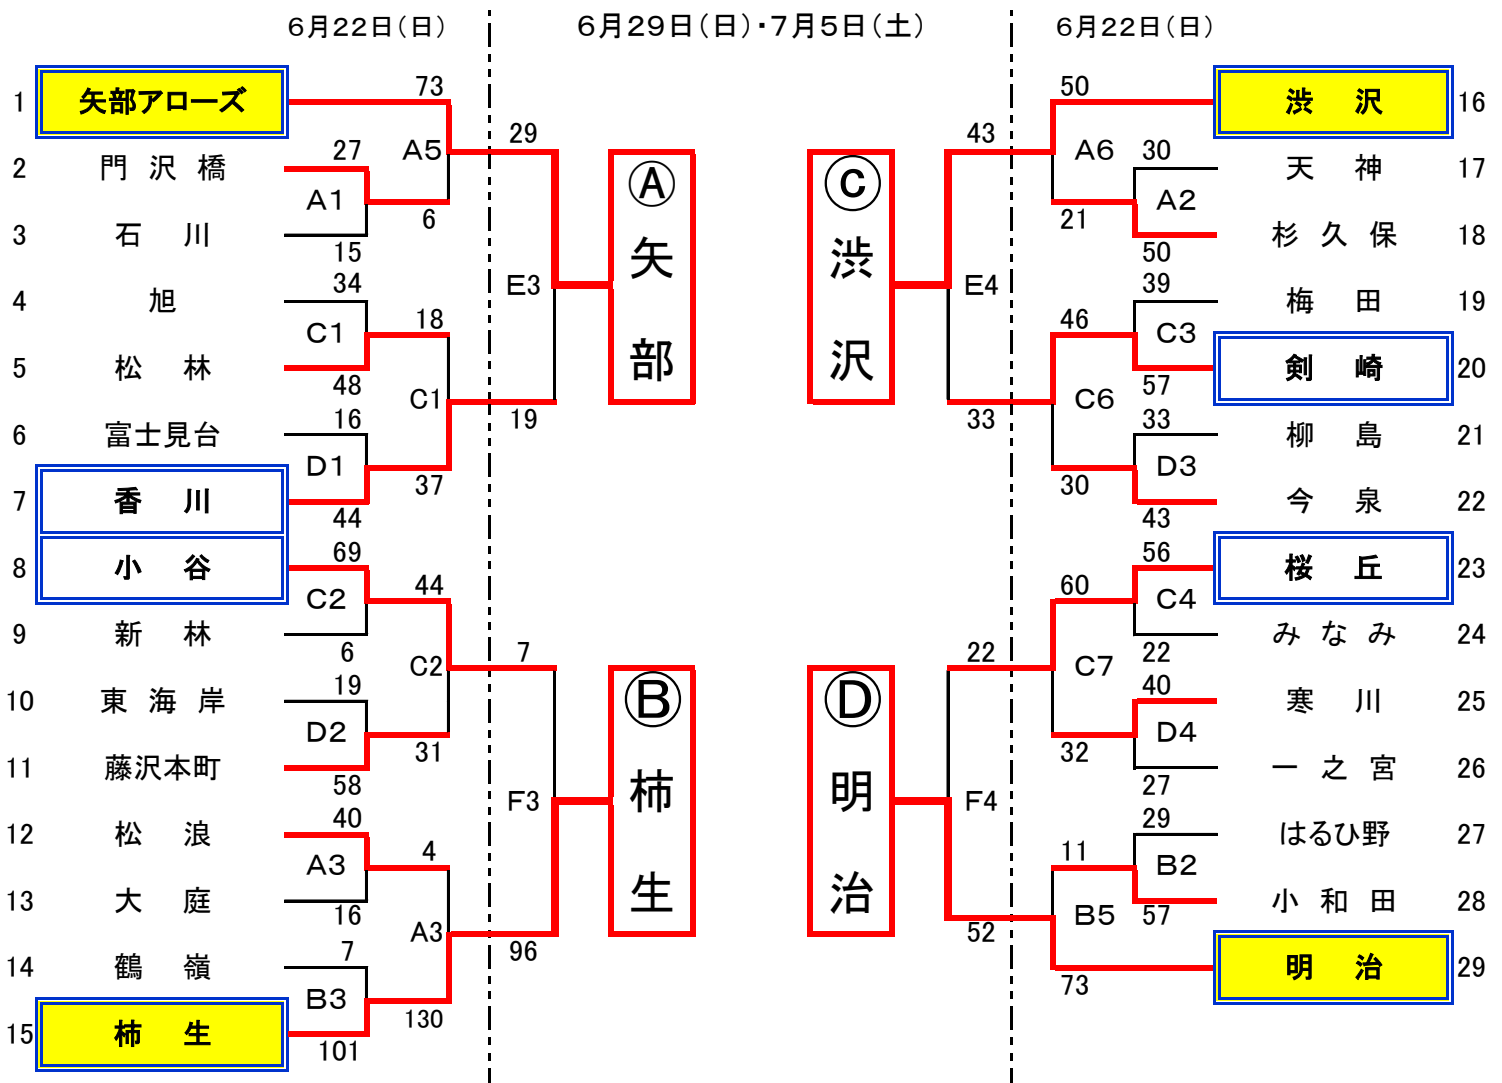 6月22日(日)
6月29日(日)・7月5日(土)
6月22日(日)
1 矢部アローズ 73
2 門沢橋 27
A1
A5
3 石川 15
6
29
4 旭 34
C1
18
5 松林 48
C1
E3
6 富士見台 16
D1
37
19
7 香川 44
Ⓐ矢部
8 小谷 69
C2
44
9 新林 6
C2
7
10 東海岸 19
D2
31
11 藤沢本町 58
F3
12 松浪 40
A3
4
13 大庭 16
A3
96
14 鶴嶺 7
B3
130
15 柿生 101
Ⓑ柿生
50 渋沢 16
30 天神 17
A2
A6
50 杉久保 18
21
43
39 梅田 19
C3
46
57 剣崎 20
C6
E4
33 柳島 21
D3
30
33
43 今泉 22
Ⓒ渋沢
56 桜丘 23
C4
60
22 みなみ 24
C7
22
40 寒川 25
D4
32
27 一之宮 26
F4
29 はるひ野 27
B2
11
57 小和田 28
B5
52
73 明治 29
Ⓓ明治